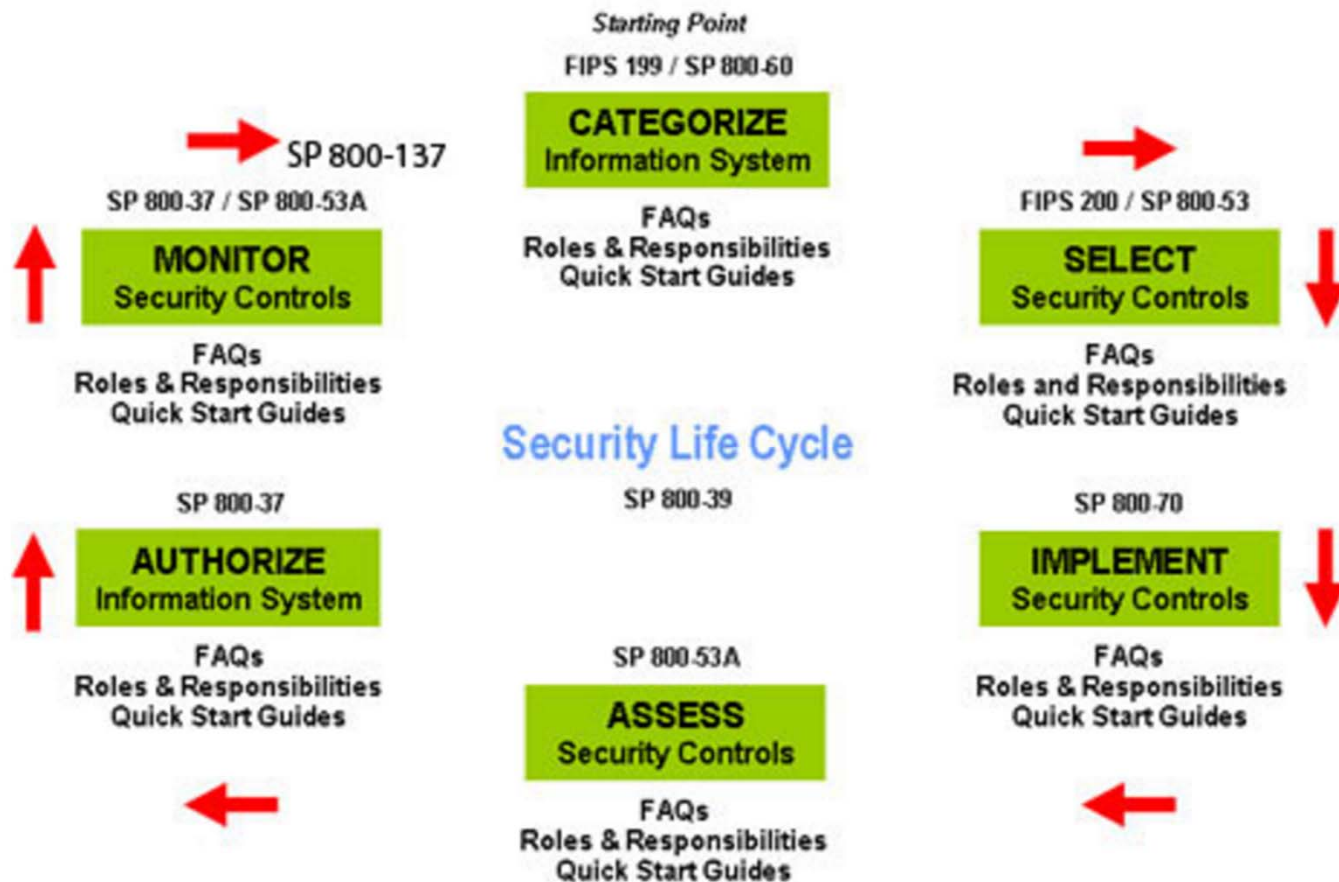 Starting Point
FIPS 199 / SP 800-60
CATEGORIZE
Information System
FAQs
Roles & Responsibilities
Quick Start Guides
FIPS 200 / SP 800-53
SELECT
Security Controls
FAQs
Roles and Responsibilities
Quick Start Guides
SP 800-70
IMPLEMENT
Security Controls
FAQs
Roles & Responsibilities
Quick Start Guides
SP 800-53A
ASSESS
Security Controls
FAQs
Roles & Responsibilities
Quick Start Guides
SP 800-37
AUTHORIZE
Information System
FAQs
Roles & Responsibilities
Quick Start Guides
SP 800-137
SP 800-37 / SP 800-53A
MONITOR
Security Controls
FAQs
Roles & Responsibilities
Quick Start Guides
Security Life Cycle
SP 800-39